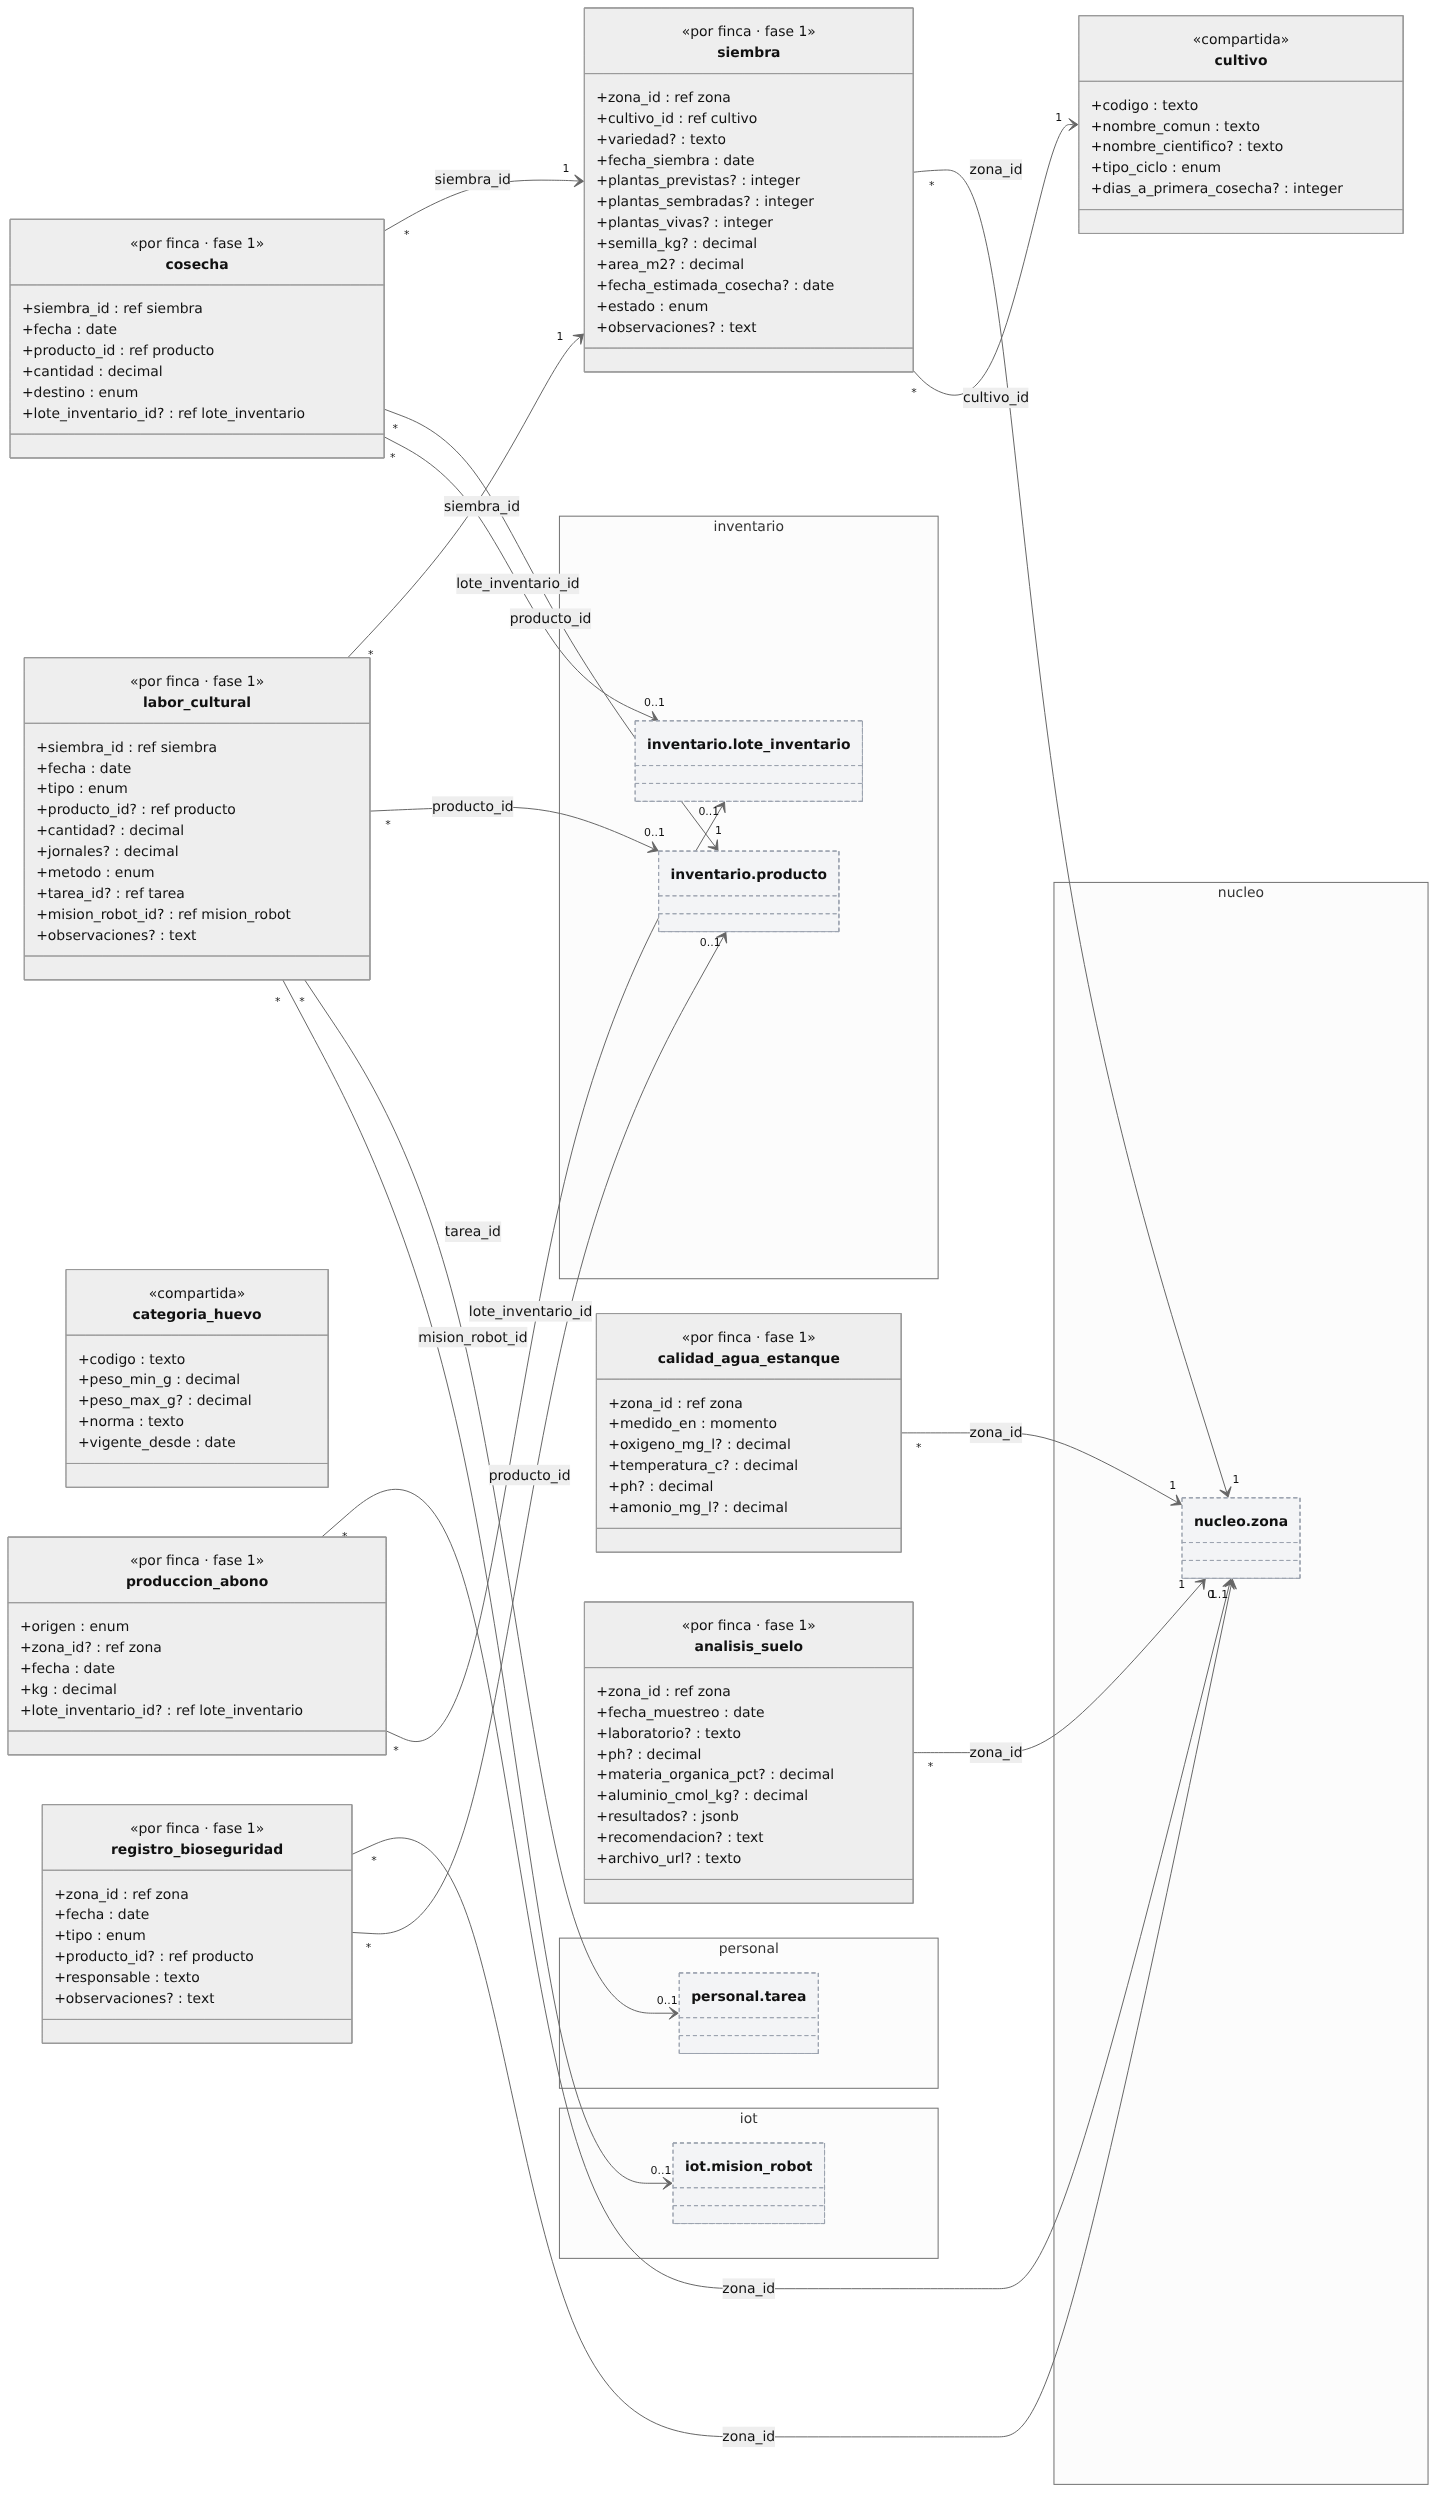 «por finca · fase 1»
siembra
+zona_id : ref zona
+cultivo_id : ref cultivo
+variedad? : texto
+fecha_siembra : date
+plantas_previstas? : integer
+plantas_sembradas? : integer
+plantas_vivas? : integer
+semilla_kg? : decimal
+area_m2? : decimal
+fecha_estimada_cosecha? : date
+estado : enum
+observaciones? : text
«compartida»
cultivo
+codigo : texto
+nombre_comun : texto
+nombre_cientifico? : texto
+tipo_ciclo : enum
+dias_a_primera_cosecha? : integer
1
zona_id
*
siembra_id
1
*
«por finca · fase 1»
cosecha
+siembra_id : ref siembra
+fecha : date
+producto_id : ref producto
+cantidad : decimal
+destino : enum
+lote_inventario_id? : ref lote_inventario
1
*
cultivo_id
*
*
siembra_id
inventario
lote_inventario_id
producto_id
*
«por finca · fase 1»
labor_cultural
+siembra_id : ref siembra
+fecha : date
+tipo : enum
+producto_id? : ref producto
+cantidad? : decimal
+jornales? : decimal
+metodo : enum
+tarea_id? : ref tarea
+mision_robot_id? : ref mision_robot
+observaciones? : text
0..1
inventario.lote_inventario
0..1
1
producto_id
*
0..1
inventario.producto
0..1
nucleo
*
*
tarea_id
lote_inventario_id
mision_robot_id
«compartida»
categoria_huevo
+codigo : texto
+peso_min_g : decimal
+peso_max_g? : decimal
+norma : texto
+vigente_desde : date
«por finca · fase 1»
calidad_agua_estanque
+zona_id : ref zona
+medido_en : momento
+oxigeno_mg_l? : decimal
+temperatura_c? : decimal
+ph? : decimal
+amonio_mg_l? : decimal
zona_id
*
producto_id
1
1
nucleo.zona
1
0..1
1
*
«por finca · fase 1»
produccion_abono
+origen : enum
+zona_id? : ref zona
+fecha : date
+kg : decimal
+lote_inventario_id? : ref lote_inventario
*
«por finca · fase 1»
analisis_suelo
+zona_id : ref zona
+fecha_muestreo : date
+laboratorio? : texto
+ph? : decimal
+materia_organica_pct? : decimal
+aluminio_cmol_kg? : decimal
+resultados? : jsonb
+recomendacion? : text
+archivo_url? : texto
zona_id
*
«por finca · fase 1»
registro_bioseguridad
+zona_id : ref zona
+fecha : date
+tipo : enum
+producto_id? : ref producto
+responsable : texto
+observaciones? : text
*
*
personal
personal.tarea
0..1
iot
iot.mision_robot
0..1
zona_id
zona_id